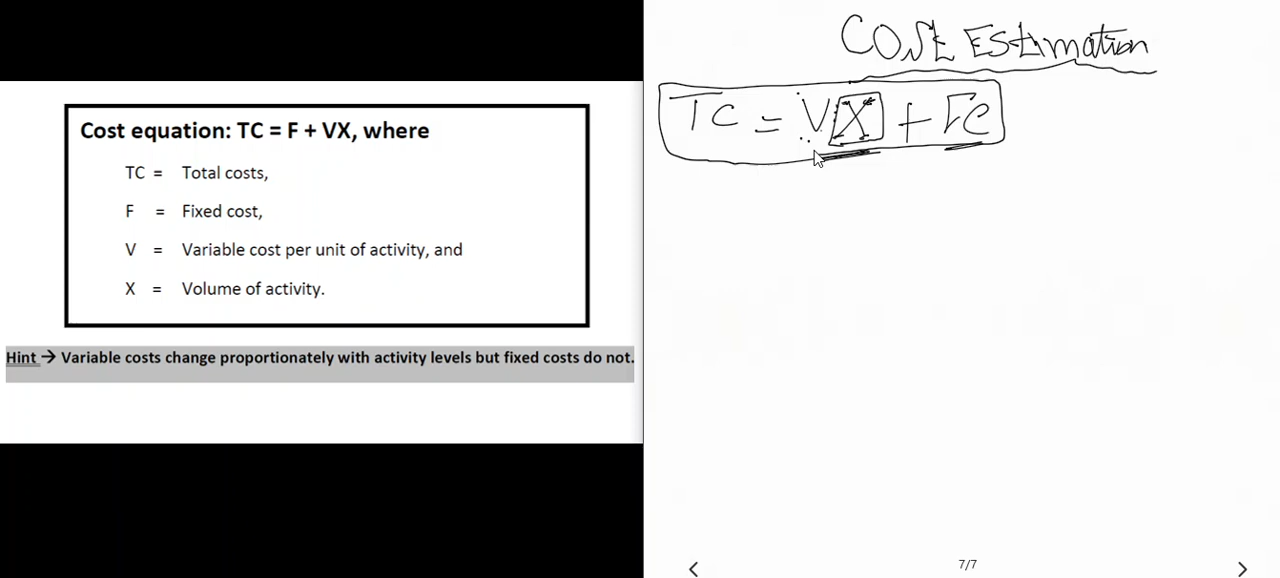 Cost equation: TC = F + VX, where
TC = Total costs,
F = Fixed cost,
V = Variable cost per unit of activity, and
X = Volume of activity.
Hint → Variable costs change proportionately with activity levels but fixed costs do not.
COST Estimation
TC = VX + FC
7/7